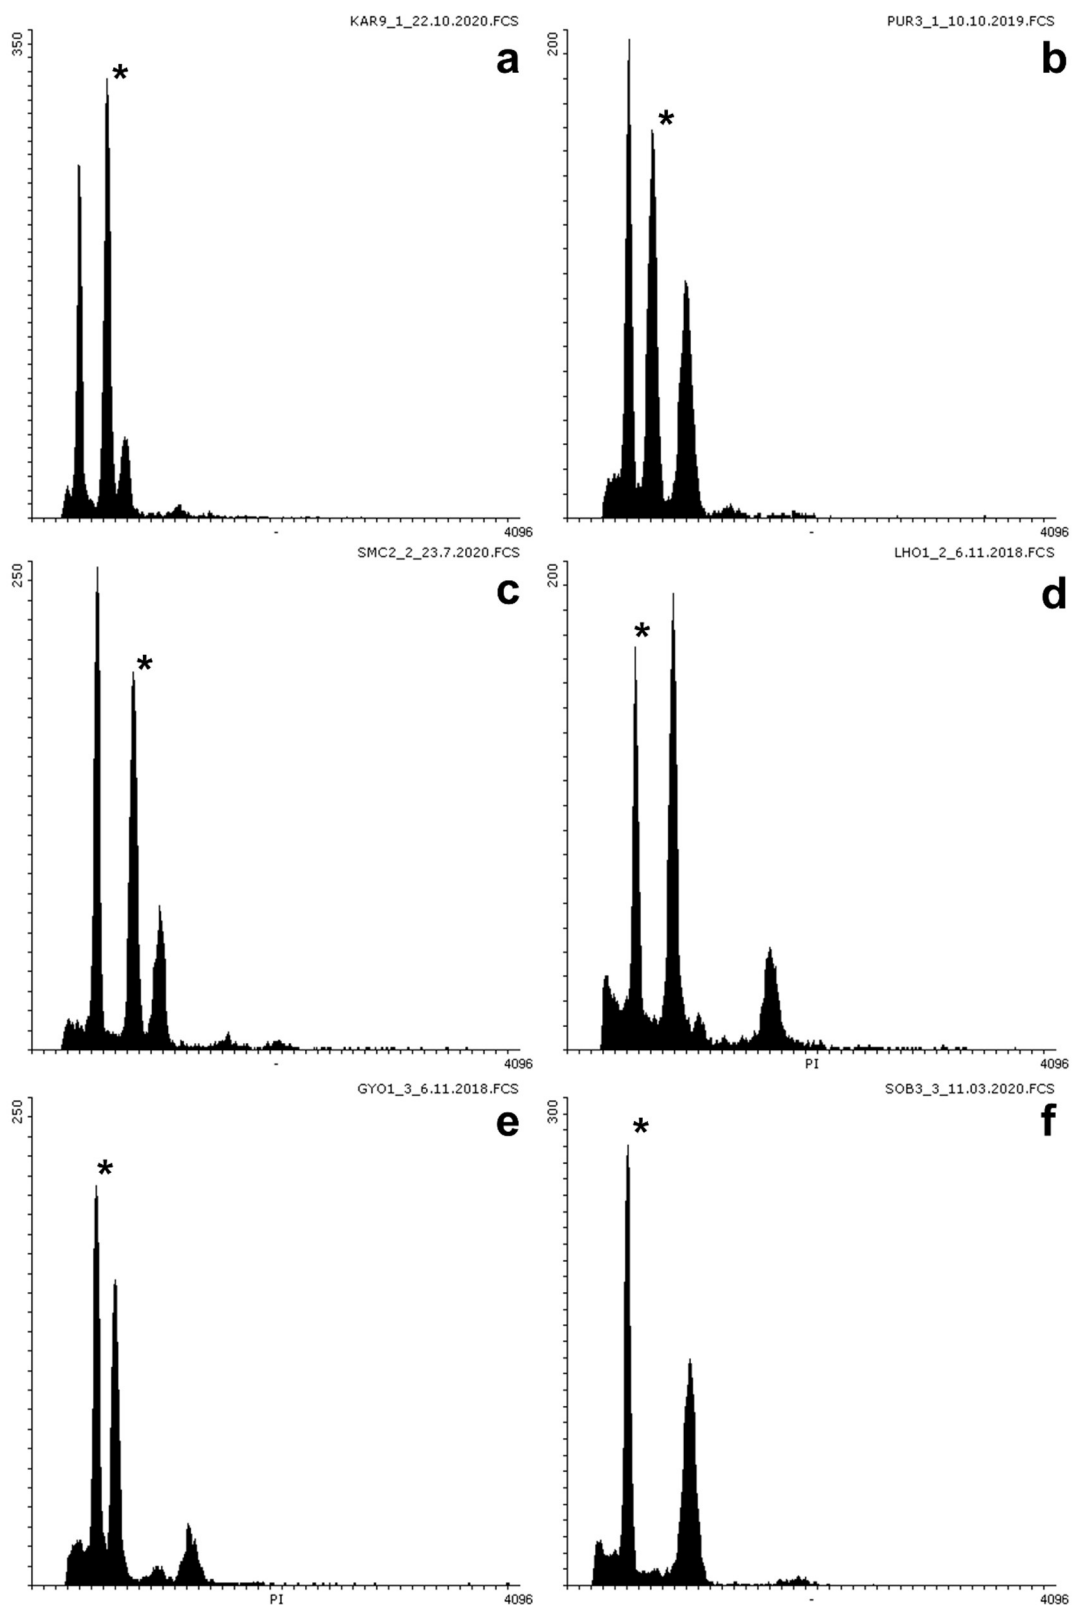 KAR9_1_22.10.2020.FCS
350
a
*
-
4096
PUR3_1_10.10.2019.FCS
200
b
*
-
4096
SMC2_2_23.7.2020.FCS
250
c
*
-
4096
LHO1_2_6.11.2018.FCS
200
d
*
PI
4096
GYO1_3_6.11.2018.FCS
250
e
*
PI
4096
SOB3_3_11.03.2020.FCS
300
f
*
-
4096